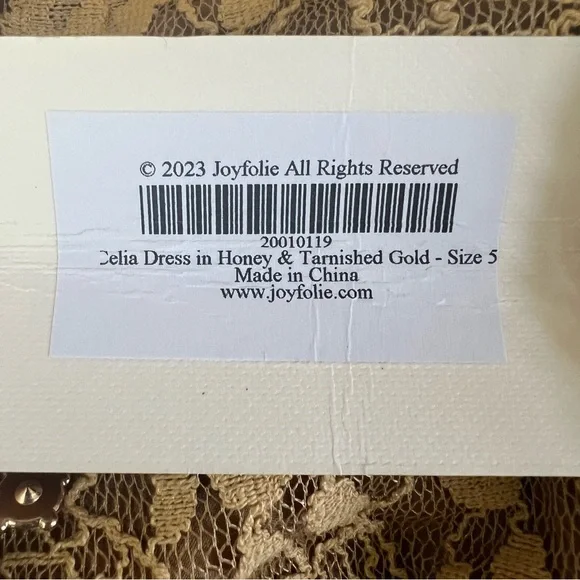 © 2023 Joyfolie All Rights Reserved
20010119
Celia Dress in Honey & Tarnished Gold - Size 5
Made in China
www.joyfolie.com